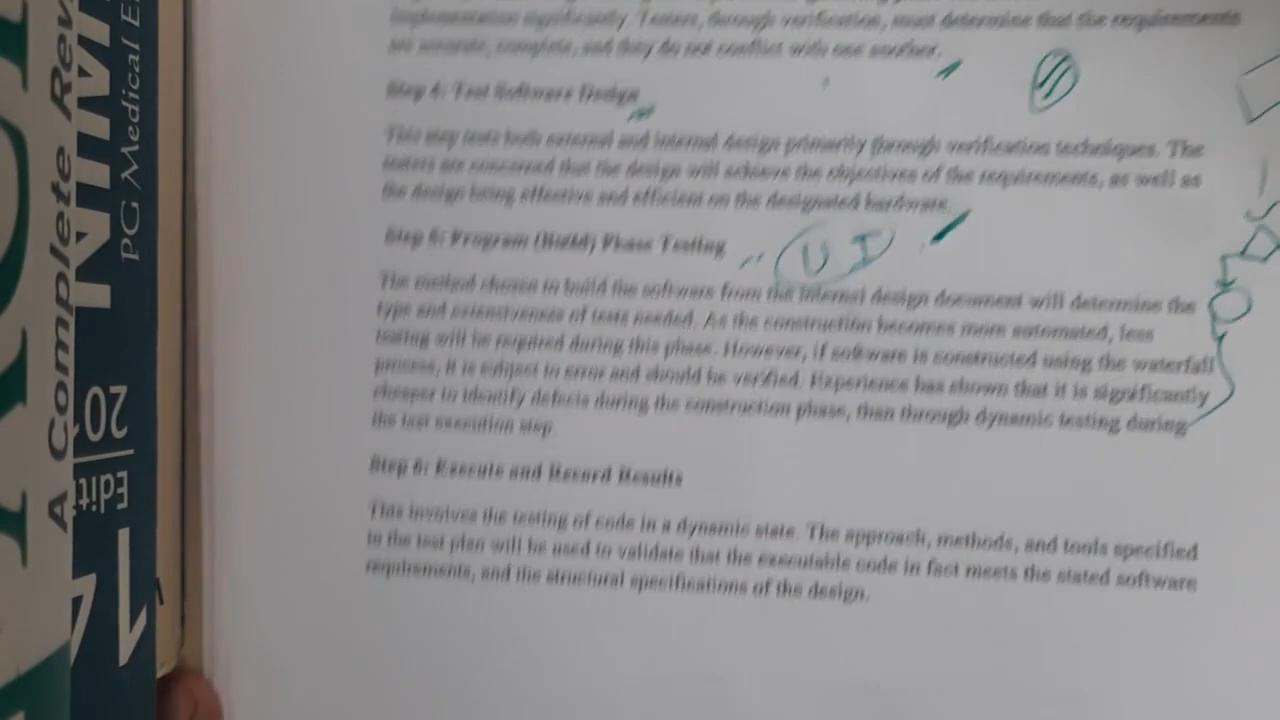 implementation significantly. Testers, through verification, must determine that the requirements
are accurate, complete, and they do not conflict with one another.
Step 4: Test Software Design
This step tests both external and internal design primarily through verification techniques. The
testers are concerned that the design will achieve the objectives of the requirements, as well as
the design being effective and efficient on the designated hardware.
Step 5: Program (Build) Phase Testing
U I
The method chosen to build the software from the internal design document will determine the
type and extensiveness of tests needed. As the construction becomes more automated, less
testing will be required during this phase. However, if software is constructed using the waterfall
process, it is subject to error and should be verified. Experience has shown that it is significantly
cheaper to identify defects during the construction phase, than through dynamic testing during
the test execution step.
Step 6: Execute and Record Results
This involves the testing of code in a dynamic state. The approach, methods, and tools specified
in the test plan will be used to validate that the executable code in fact meets the stated software
requirements, and the structural specifications of the design.
A Complete Rev
PG Medical E
20
Editi